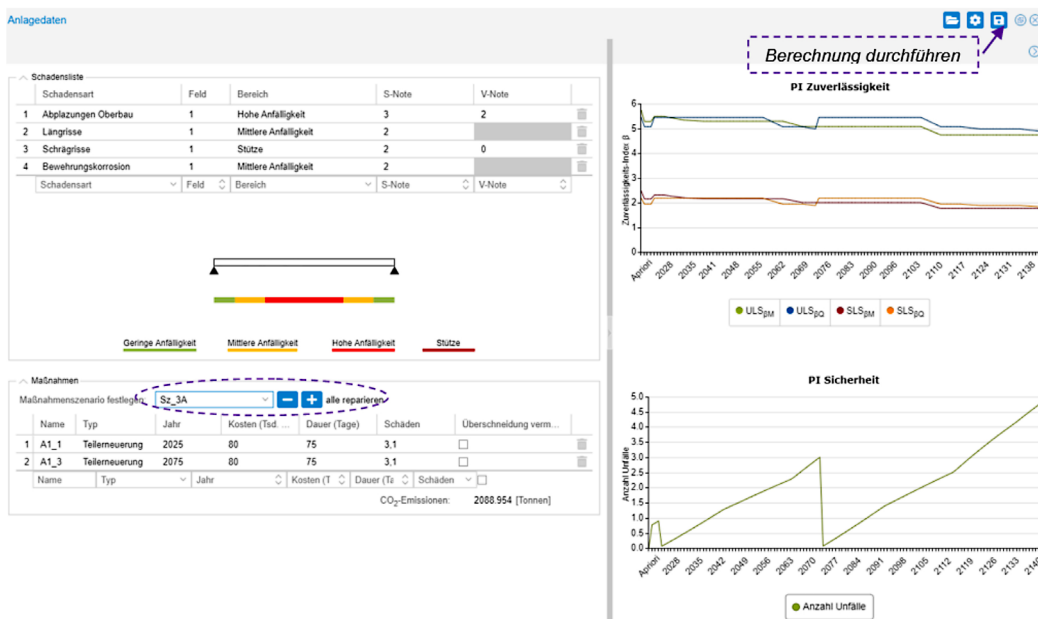 Anlagedaten
Berechnung durchführen
Schadensliste
Schadensart Feld Bereich S-Note V-Note
1 Abplazungen Oberbau 1 Hohe Anfälligkeit 3 2
2 Längrisse 1 Mittlere Anfälligkeit 2
3 Schrägrisse 1 Stütze 2 0
4 Bewehrungskorrosion 1 Mittlere Anfälligkeit 2
Schadensart Feld Bereich S-Note V-Note
Geringe Anfälligkeit Mittlere Anfälligkeit Hohe Anfälligkeit Stütze
Maßnahmen
Maßnahmenszenario festlegen: Sz_3A alle reparieren
Name Typ Jahr Kosten (Tsd. ... Dauer (Tage) Schäden Überschneidung verm...
1 A1_1 Teilerneuerung 2025 80 75 3,1
2 A1_3 Teilerneuerung 2075 80 75 3,1
Name Typ Jahr Kosten (T Dauer (Ta Schäden
CO2-Emissionen: 2088.954 [Tonnen]
PI Zuverlässigkeit
Zuverlässigkeits-Index β
6
5
4
3
2
1
0
Apriori 2028 2035 2041 2048 2055 2062 2069 2076 2083 2090 2096 2103 2110 2117 2124 2131 2138
ULSβM ULSβQ SLSβM SLSβQ
PI Sicherheit
Anzahl Unfälle
5.0
4.5
4.0
3.5
3.0
2.5
2.0
1.5
1.0
0.5
0.0
Apriori 2028 2035 2042 2049 2056 2063 2070 2077 2084 2091 2098 2105 2112 2119 2126 2133 2140
Anzahl Unfälle